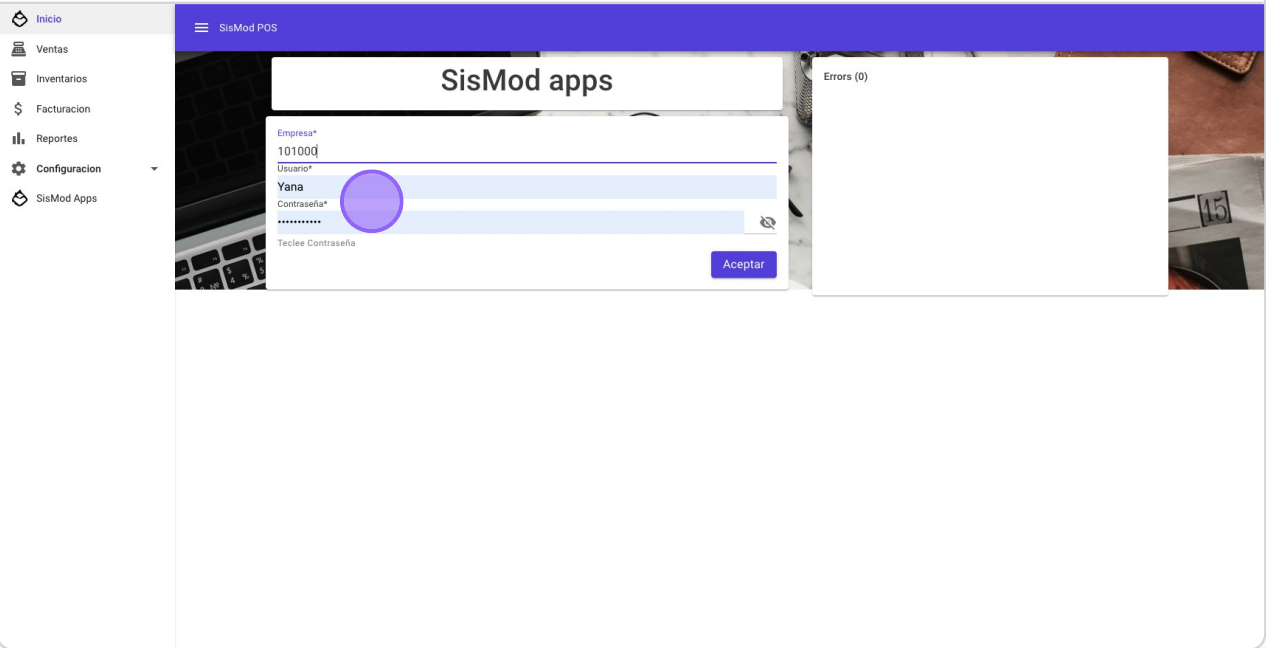 Inicio
Ventas
Inventarios
Facturacion
Reportes
Configuracion
SisMod Apps
SisMod POS
SisMod apps
Empresa*
101000
Usuario*
Yana
Contraseña*
•••••••••••
Teclee Contraseña
Aceptar
Errors (0)
15